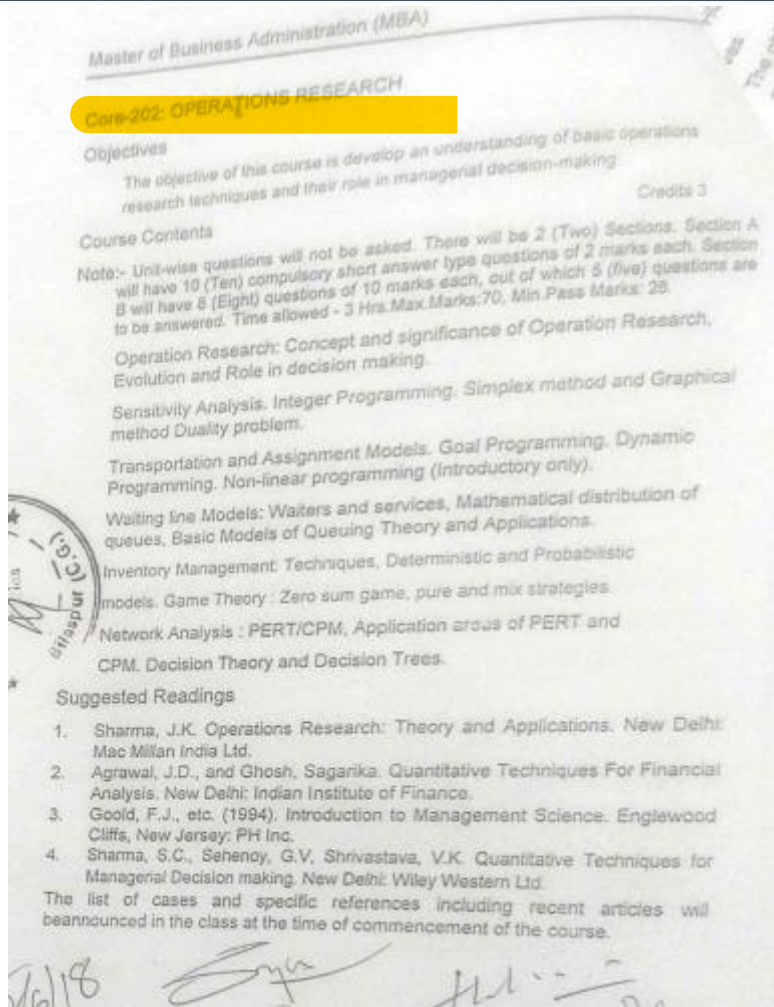 Master of Business Administration (MBA)
Core-202: OPERATIONS RESEARCH
Objectives
The objective of this course is develop an understanding of basic operations
research techniques and their role in managerial decision-making.
Credits 3
Course Contents
Note:- Unit-wise questions will not be asked. There will be 2 (Two) Sections. Section A
will have 10 (Ten) compulsory short answer type questions of 2 marks each. Section
B will have 8 (Eight) questions of 10 marks each, out of which 5 (five) questions are
to be answered. Time allowed - 3 Hrs.Max.Marks:70, Min.Pass Marks: 28.
Operation Research: Concept and significance of Operation Research,
Evolution and Role in decision making.
Sensitivity Analysis. Integer Programming. Simplex method and Graphical
method Duality problem.
Transportation and Assignment Models. Goal Programming. Dynamic
Programming. Non-linear programming (Introductory only).
Waiting line Models: Waiters and services, Mathematical distribution of
queues, Basic Models of Queuing Theory and Applications.
Inventory Management: Techniques, Deterministic and Probabilistic
models. Game Theory : Zero sum game, pure and mix strategies.
Network Analysis : PERT/CPM, Application areas of PERT and
CPM. Decision Theory and Decision Trees.
(C.G.)
Suggested Readings
1. Sharma, J.K. Operations Research: Theory and Applications. New Delhi:
Mac Millan India Ltd.
2. Agrawal, J.D., and Ghosh, Sagarika. Quantitative Techniques For Financial
Analysis. New Delhi: Indian Institute of Finance.
3. Goold, F.J., etc. (1994). Introduction to Management Science. Englewood
Cliffs, New Jersey: PH Inc.
4. Sharma, S.C., Sehenoy, G.V, Shrivastava, V.K. Quantitative Techniques for
Managerial Decision making. New Delhi: Wiley Western Ltd.
The list of cases and specific references including recent articles will
beannounced in the class at the time of commencement of the course.